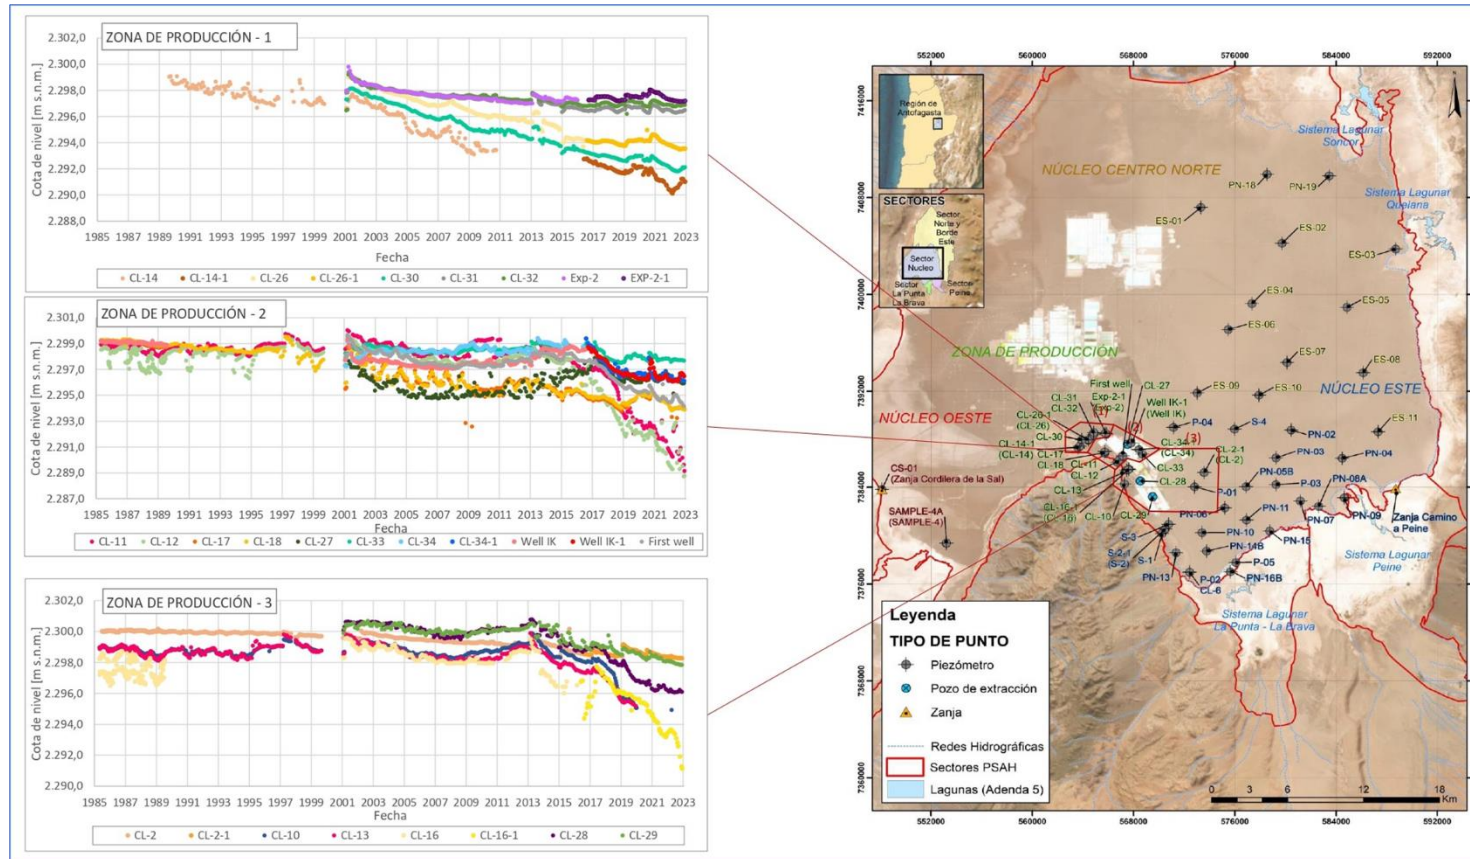 ZONA DE PRODUCCIÓN - 1
Cota de nivel [m s.n.m.]
2.302,0
2.300,0
2.298,0
2.296,0
2.294,0
2.292,0
2.290,0
2.288,0
1985 1987 1989 1991 1993 1995 1997 1999 2001 2003 2005 2007 2009 2011 2013 2015 2017 2019 2021 2023
Fecha
CL-14 CL-14-1 CL-26 CL-26-1 CL-30 CL-31 CL-32 Exp-2 EXP-2-1
ZONA DE PRODUCCIÓN - 2
Cota de nivel [m s.n.m.]
2.301,0
2.299,0
2.297,0
2.295,0
2.293,0
2.291,0
2.289,0
2.287,0
1985 1987 1989 1991 1993 1995 1997 1999 2001 2003 2005 2007 2009 2011 2013 2015 2017 2019 2021 2023
Fecha
CL-11 CL-12 CL-17 CL-18 CL-27 CL-33 CL-34 CL-34-1 Well IK Well IK-1 First well
ZONA DE PRODUCCIÓN - 3
Cota de nivel [m s.n.m.]
2.302,0
2.300,0
2.298,0
2.296,0
2.294,0
2.292,0
2.290,0
1985 1987 1989 1991 1993 1995 1997 1999 2001 2003 2005 2007 2009 2011 2013 2015 2017 2019 2021 2023
Fecha
CL-2 CL-2-1 CL-10 CL-13 CL-16 CL-16-1 CL-28 CL-29
552000 560000 568000 576000 584000 592000
7416000
7408000
7400000
7392000
7384000
7376000
7368000
7360000
Región de
Antofagasta
SECTORES
Sector
Norte y
Borde
Este
Sector
Nucleo
Sector
La Punta
La Brava
Sector
Peine
NÚCLEO CENTRO NORTE
Sistema Lagunar
Soncor
PN-18
PN-19
Sistema Lagunar
Quelana
ES-01
ES-02
ES-03
ES-04
ES-05
ES-06
ZONA DE PRODUCCIÓN
ES-07
ES-08
NÚCLEO ESTE
ES-09
ES-10
ES-11
NÚCLEO OESTE
First well
CL-27
Exp-2-1
(Exp-2)
Well IK-1
(Well IK)
CL-31
CL-32
CL-26-1
(CL-26)
CL-30
CL-14-1
(CL-14)
CL-17
CL-18
CL-11
CL-12
CL-13
CL-16-1
(CL-16)
CL-10
CL-29
CL-28
CL-33
CL-34-1
(CL-34)
CL-2-1
(CL-2)
(1)
(2)
(3)
P-04
S-4
PN-02
PN-03
PN-04
PN-05B
P-03
PN-08A
P-01
PN-06
PN-11
PN-07
PN-09
PN-10
PN-15
S-3
S-2-1
(S-2)
S-1
PN-14B
PN-13
P-05
P-02
CL-6
PN-16B
CS-01
(Zanja Cordillera de la Sal)
SAMPLE-4A
(SAMPLE-4)
Zanja Camino
a Peine
Sistema Lagunar
Peine
Sistema Lagunar
La Punta - La Brava
Leyenda
TIPO DE PUNTO
Piezómetro
Pozo de extracción
Zanja
Redes Hidrográficas
Sectores PSAH
Lagunas (Adenda 5)
0 3 6 12 18
Km
552000 560000 568000 576000 584000 592000